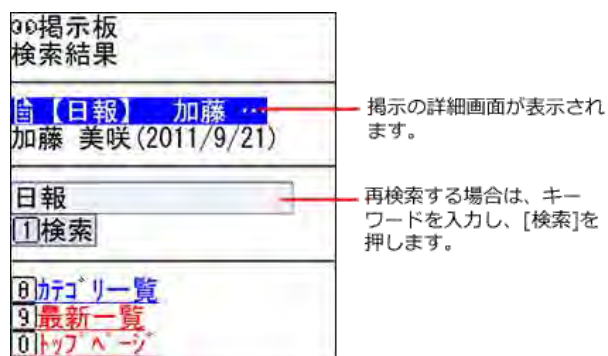 掲示板
検索結果
【日報】 加藤 …
加藤 美咲(2011/9/21)
日報
1検索
8ｶﾃｺﾞﾘ一覧
9最新一覧
0ﾄｯﾌﾟﾍﾟｰｼﾞ
掲示の詳細画面が表示され
ます。
再検索する場合は、キー
ワードを入力し、[検索]を
押します。